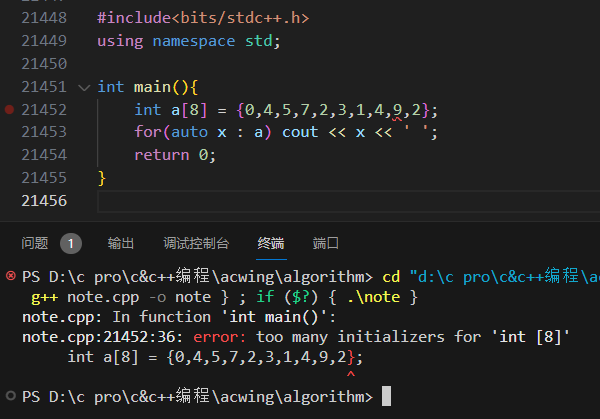 21448 #include<bits/stdc++.h>
21449 using namespace std;
21450
21451 int main(){
21452 int a[8] = {0,4,5,7,2,3,1,4,9,2};
21453 for(auto x : a) cout << x << ' ';
21454 return 0;
21455 }
21456
问题 1 输出 调试控制台 终端 端口
PS D:\c pro\c&c++编程\acwing\algorithm> cd "d:\c pro\c&c++编程\a
g++ note.cpp -o note } ; if ($?) { .\note }
note.cpp: In function 'int main()':
note.cpp:21452:36: error: too many initializers for 'int [8]'
int a[8] = {0,4,5,7,2,3,1,4,9,2};
^
PS D:\c pro\c&c++编程\acwing\algorithm>